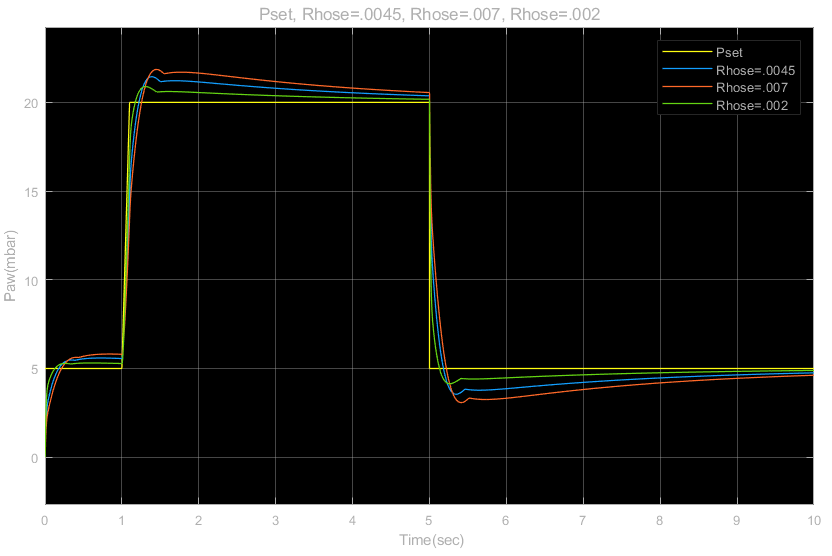 Pset, Rhose=.0045, Rhose=.007, Rhose=.002
Pset
Rhose=.0045
Rhose=.007
Rhose=.002
20
15
10
5
0
Paw(mbar)
0 1 2 3 4 5 6 7 8 9 10
Time(sec)